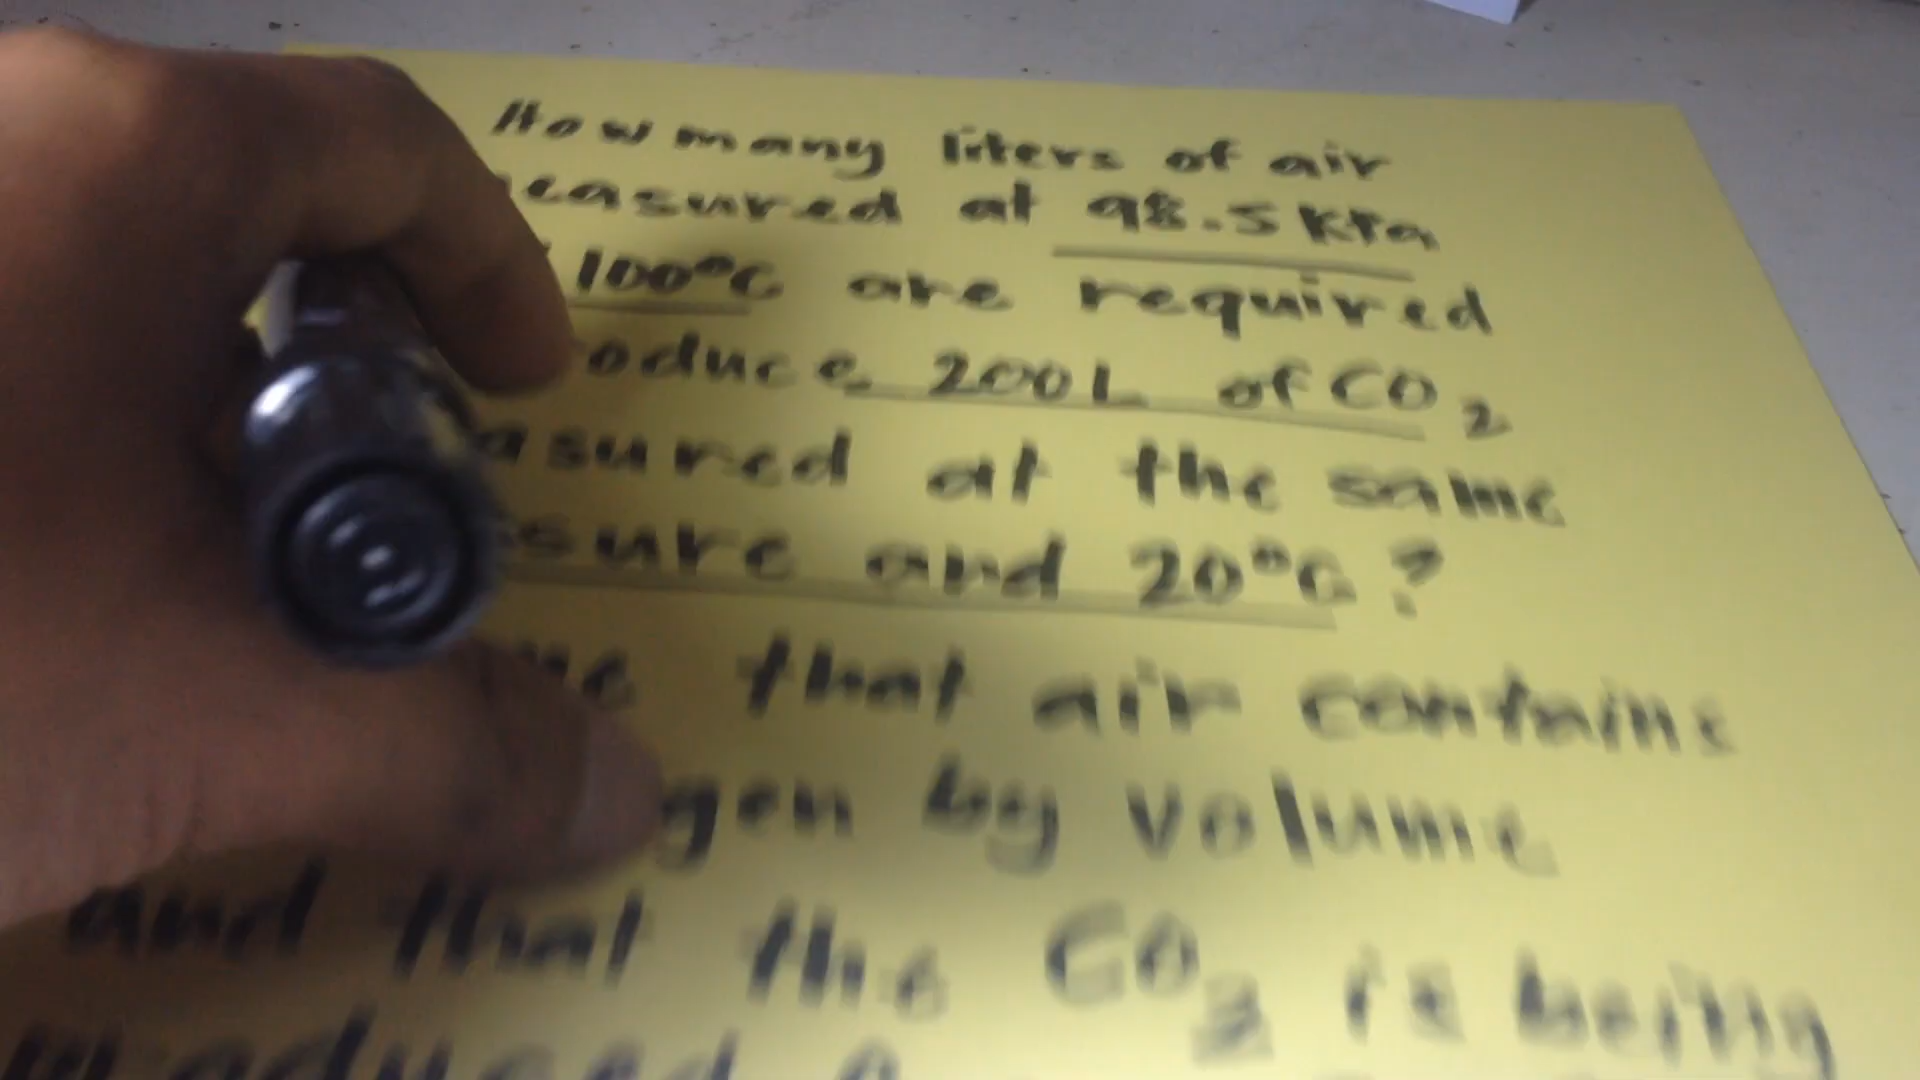 How many liters of air
easured at 98.5 kPa
100°C are required
oduce 200L of CO2
asured at the same
sure and 20°C?
that air contains
gen by volume
and that the CO2 is being